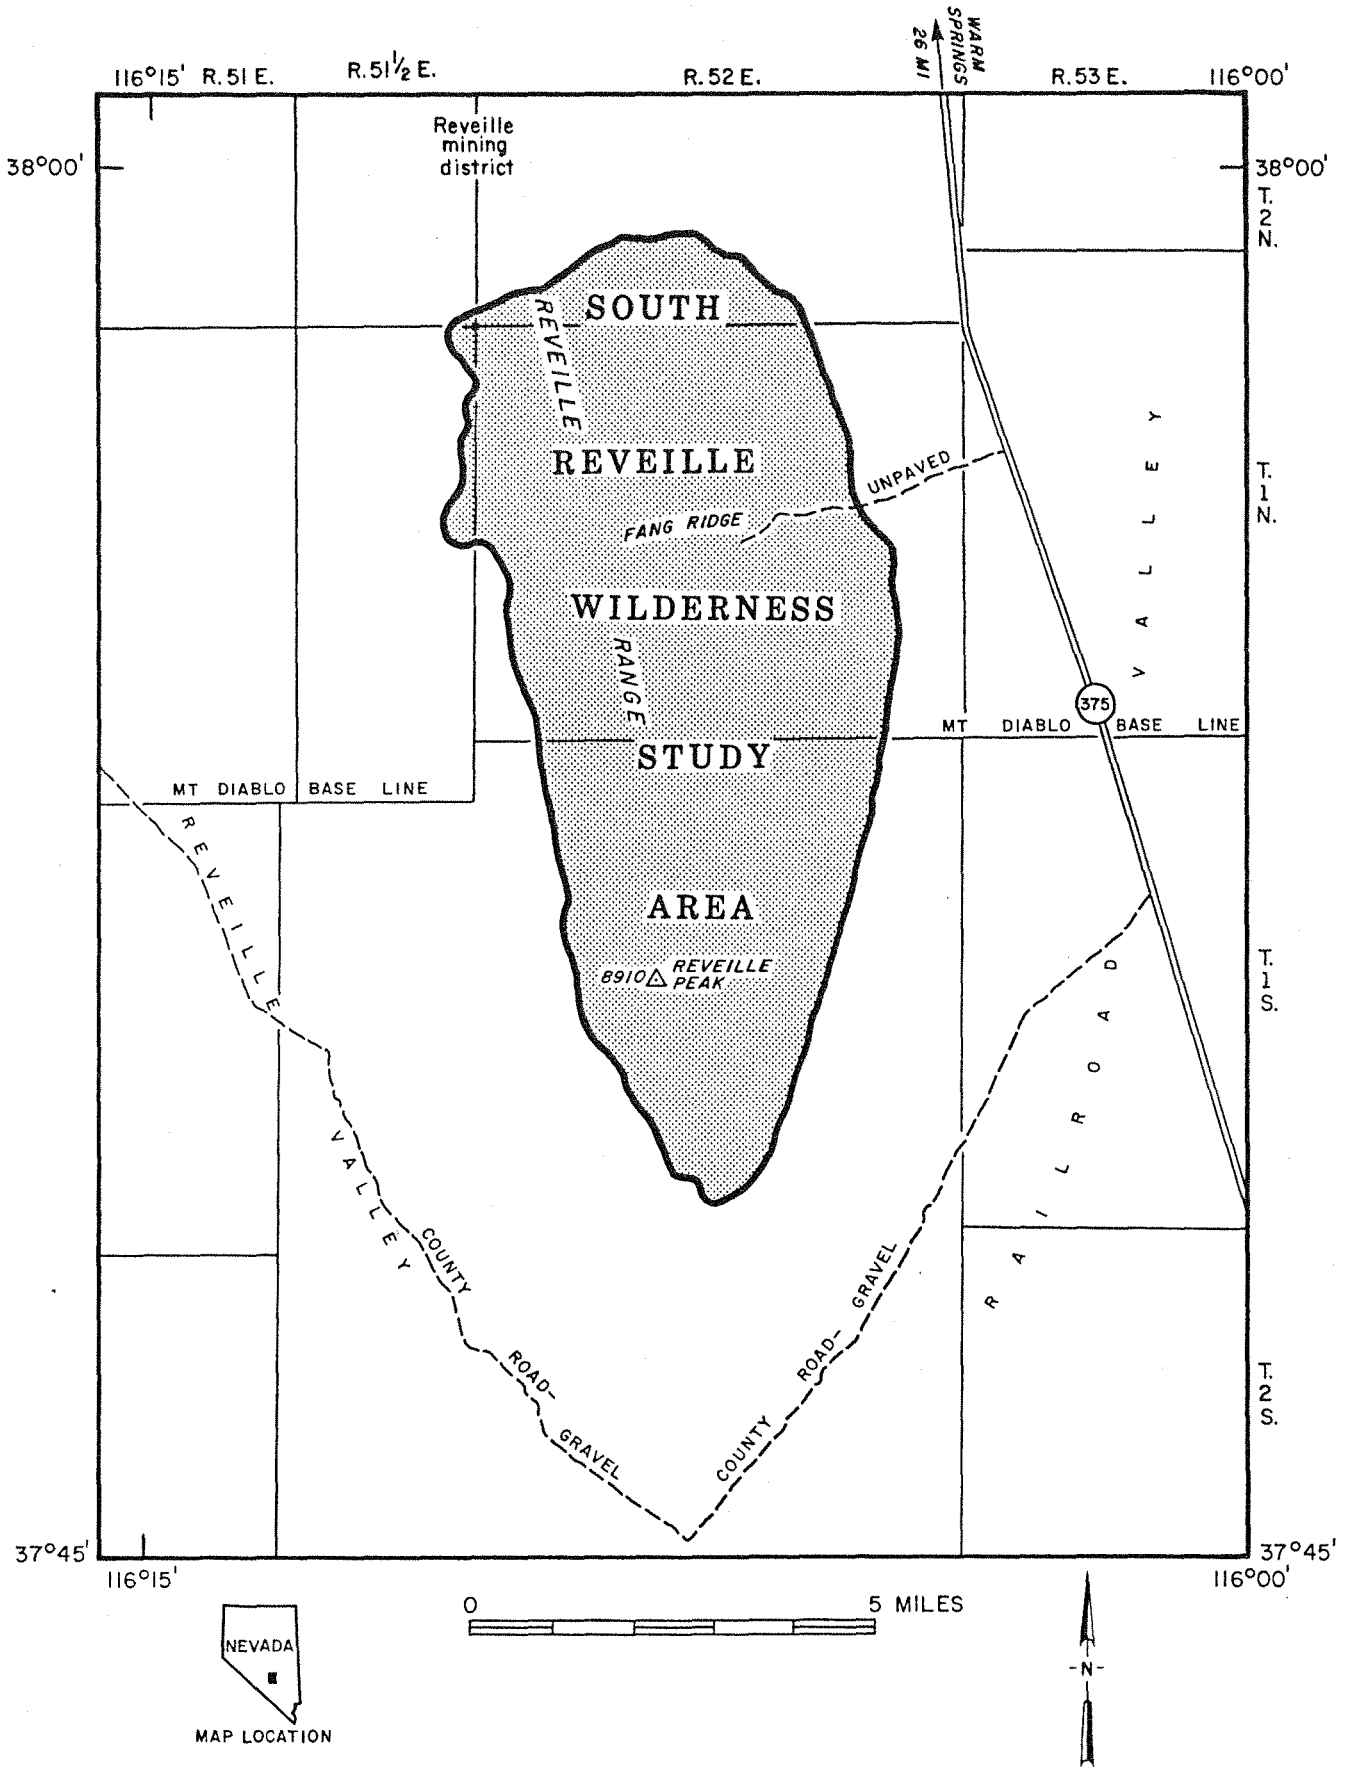 WARM
SPRINGS
26 MI
116°15' R.51 E. R.51½ E. R.52 E. R.53 E. 116°00'
Reveille
mining
district
38°00' 38°00'
T.
2
N.
SOUTH
REVEILLE
REVEILLE
UNPAVED
FANG RIDGE
T.
1
N.
VALLEY
WILDERNESS
RANGE
375
MT DIABLO BASE LINE
STUDY
MT DIABLO BASE LINE
REVEILLE
AREA
8910 REVEILLE
PEAK
T.
1
S.
RAILROAD
VALLEY
COUNTY
ROAD-
GRAVEL
COUNTY
ROAD-
GRAVEL
T.
2
S.
37°45' 37°45'
116°15' 116°00'
0 5 MILES
NEVADA
MAP LOCATION
-N-